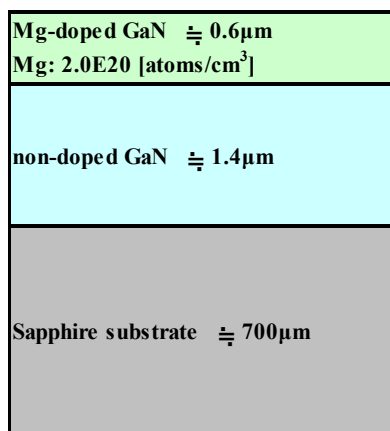 Mg-doped GaN ≒ 0.6μm
Mg: 2.0E20 [atoms/cm³]
non-doped GaN ≒ 1.4μm
Sapphire substrate ≒ 700μm